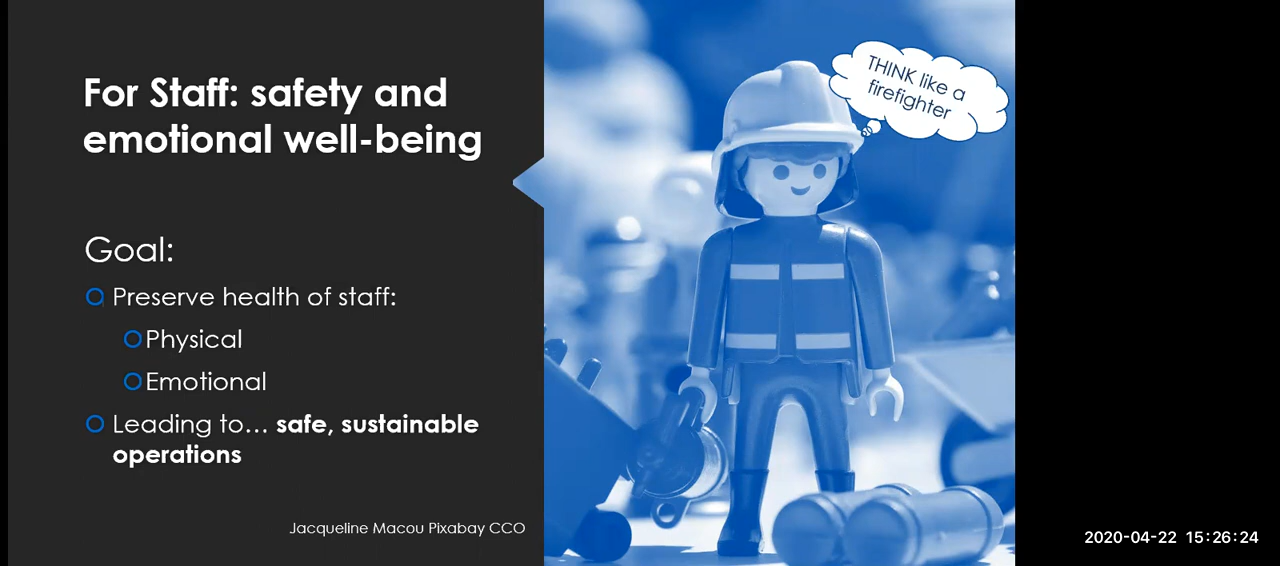 For Staff: safety and
emotional well-being
Goal:
Preserve health of staff:
Physical
Emotional
Leading to... safe, sustainable
operations
Jacqueline Macou Pixabay CCO
THINK like a
firefighter
2020-04-22 15:26:24